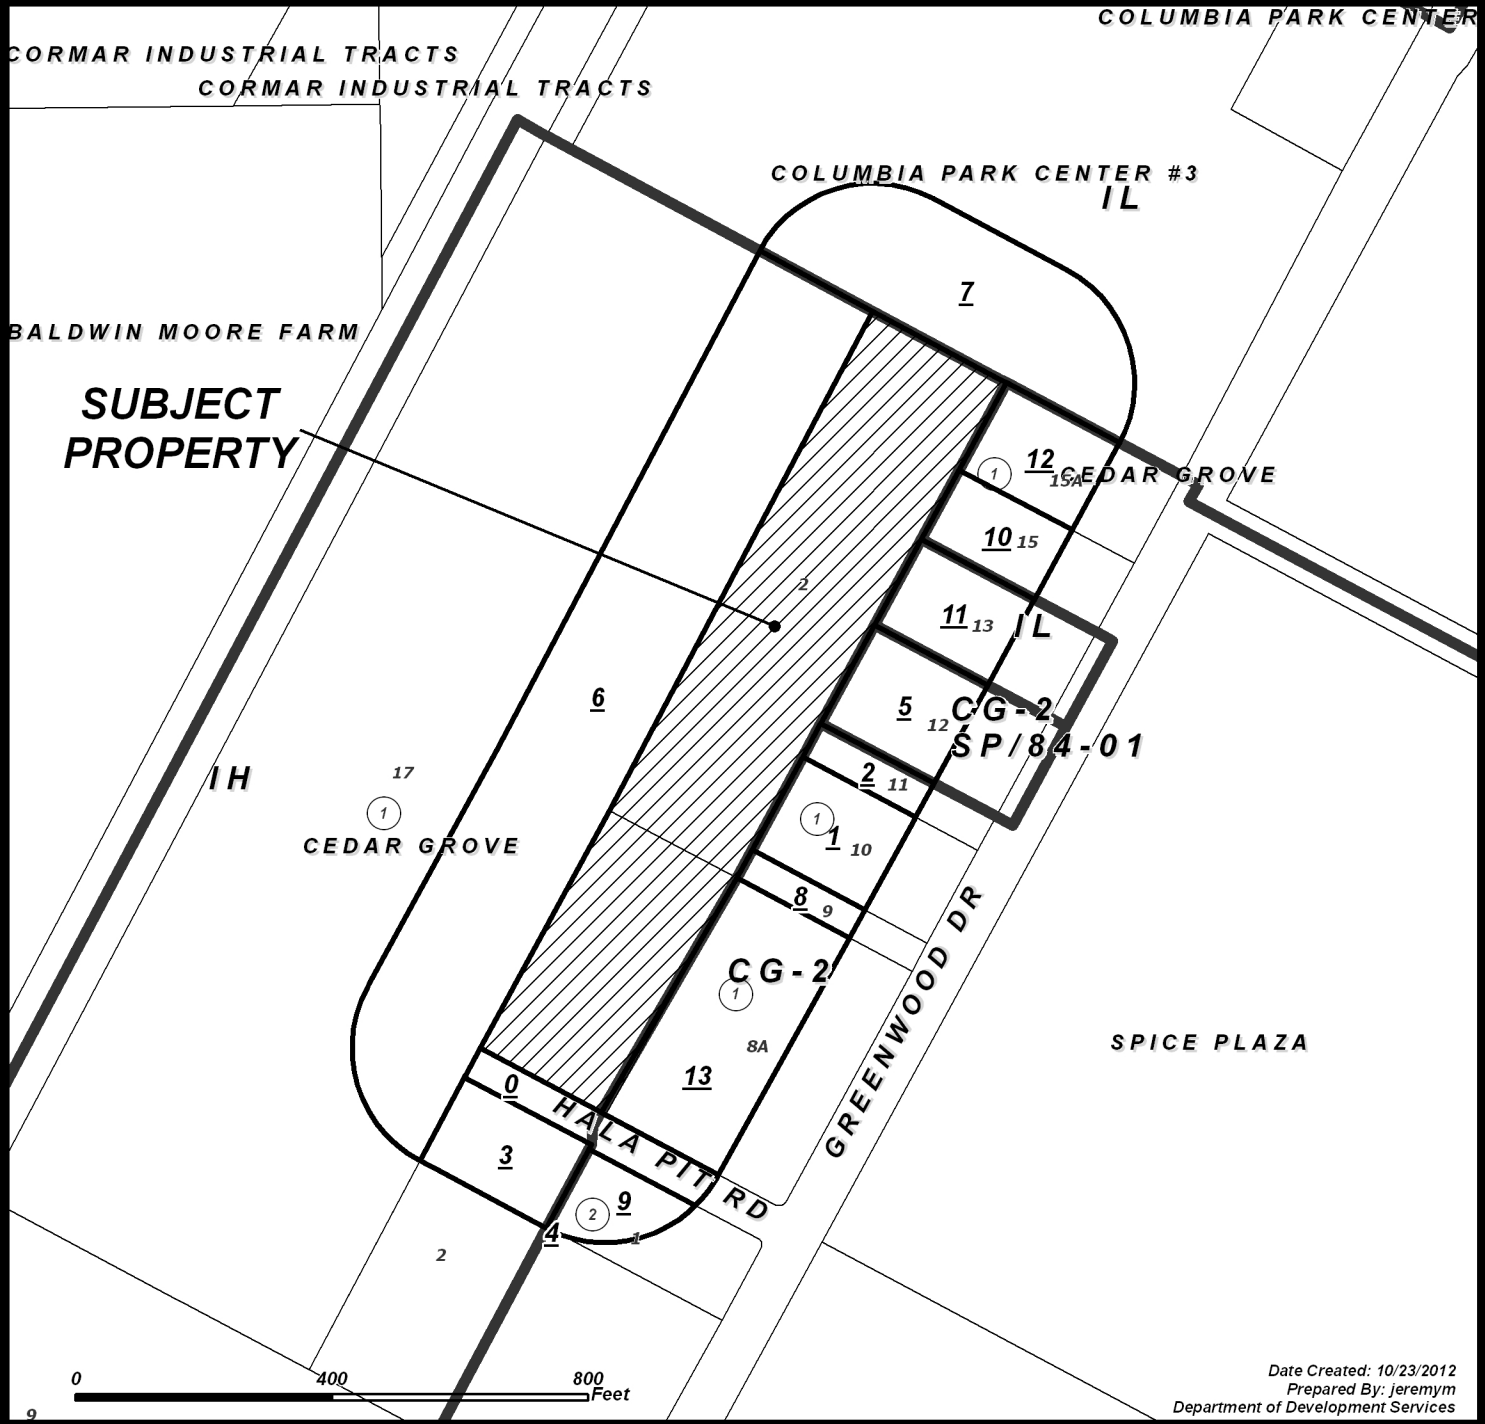 COLUMBIA PARK CENTER
CORMAR INDUSTRIAL TRACTS
CORMAR INDUSTRIAL TRACTS
COLUMBIA PARK CENTER #3
IL
7
BALDWIN MOORE FARM
SUBJECT
PROPERTY
12
1
15A
CEDAR GROVE
10 15
2
11 13
IL
6
5 12
CG-2
SP/84-01
IH
17
1
2 11
1
1 10
CEDAR GROVE
8 9
GREENWOOD DR
CG-2
1
8A
SPICE PLAZA
13
0
HALA PIT RD
3
9
2
4
1
2
0 400 800
Feet
Date Created: 10/23/2012
Prepared By: jeremym
Department of Development Services
9